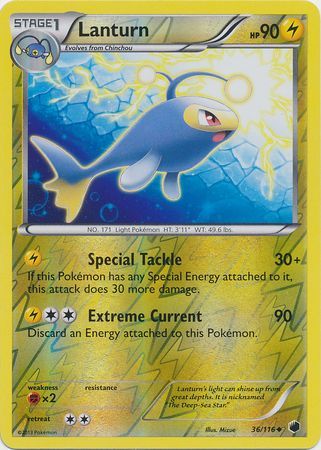 STAGE1
Lanturn
HP 90
Evolves from Chinchou
NO. 171 Light Pokémon HT: 3'11" WT: 49.6 lbs.
Special Tackle 30+
If this Pokémon has any Special Energy attached to it,
this attack does 30 more damage.
Extreme Current 90
Discard an Energy attached to this Pokémon.
weakness
resistance
×2
retreat
Lanturn's light can shine up from
great depths. It is nicknamed
"The Deep-Sea Star."
©2013 Pokémon
Illus. Mizue
36/116